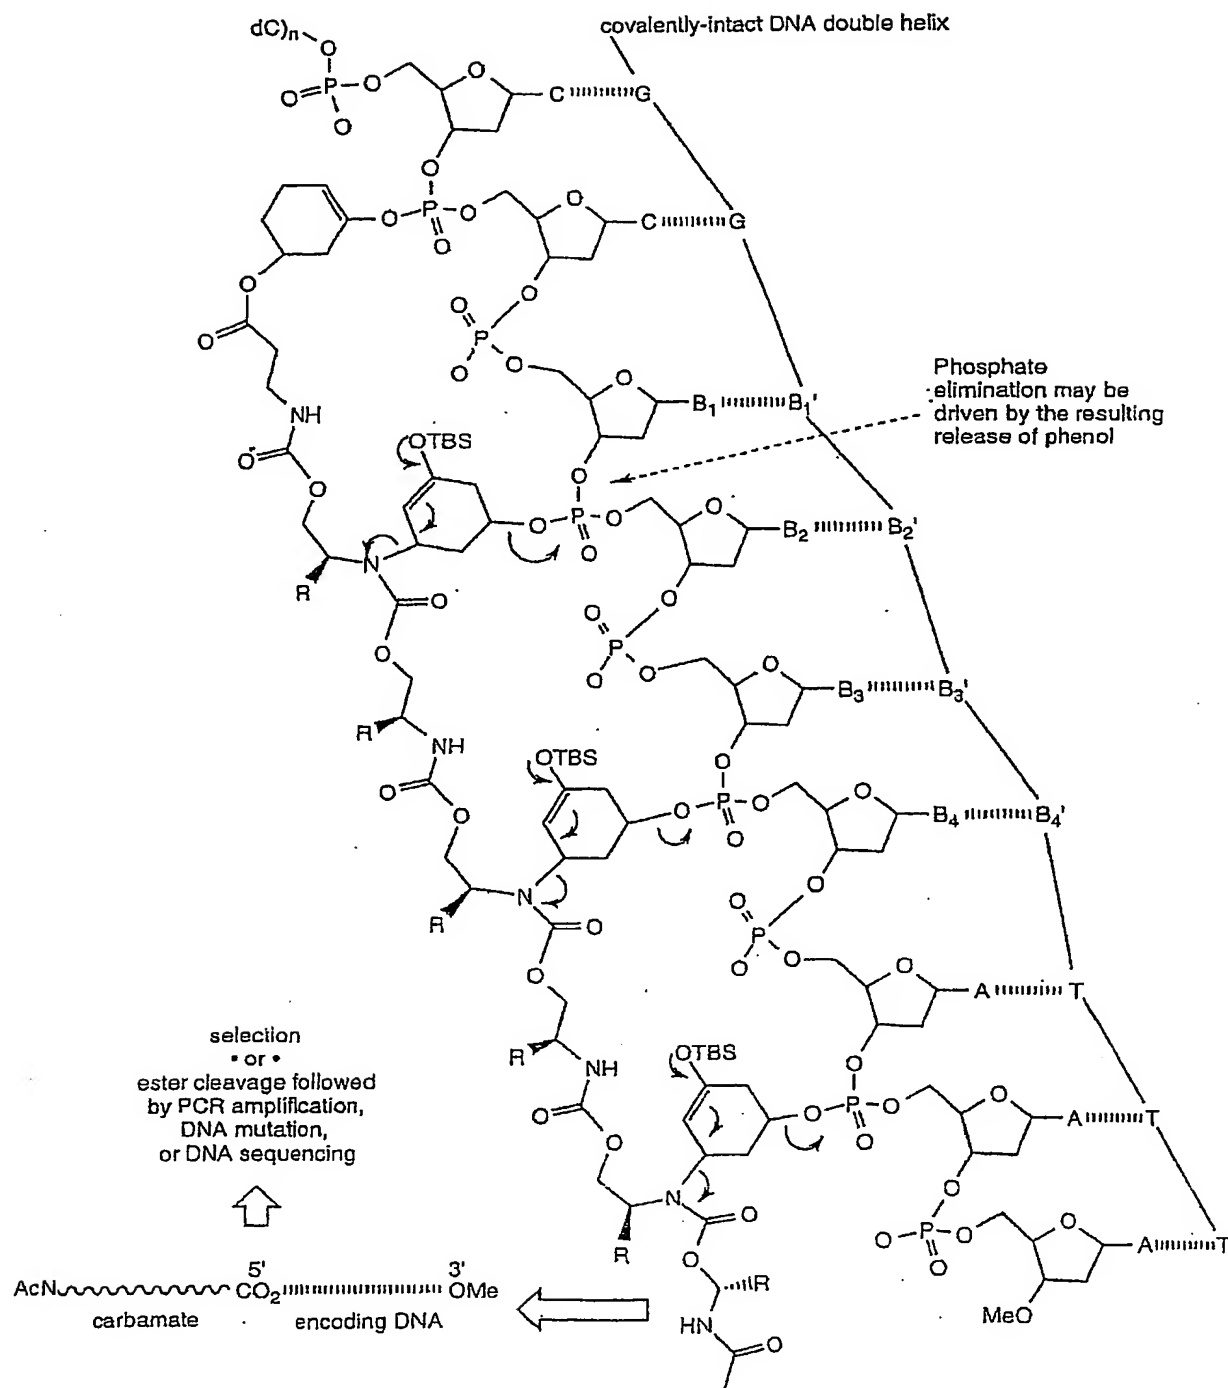 dC)n
covalently-intact DNA double helix
O
P O O C G
O O
O
O P O O C G
O
O
O
P O
O
O
O B1 B1'
Phosphate
elimination may be
driven by the resulting
release of phenol
NH
O
OTBS
O
O
O P O O B2 B2'
O
N
R
O
O
O
P O
O
O B3 B3'
R
NH
O
OTBS
O
O
O P O O B4 B4'
O
N
R
O
O
O
P O
O
O A T
selection
• or •
ester cleavage followed
by PCR amplification,
DNA mutation,
or DNA sequencing
R
NH
O
OTBS
O
O
O P O O A T
O
N
R
O
O
O
O P O O A T
O
R
MeO
HN
O
5' 3'
AcN CO2 OMe
carbamate encoding DNA